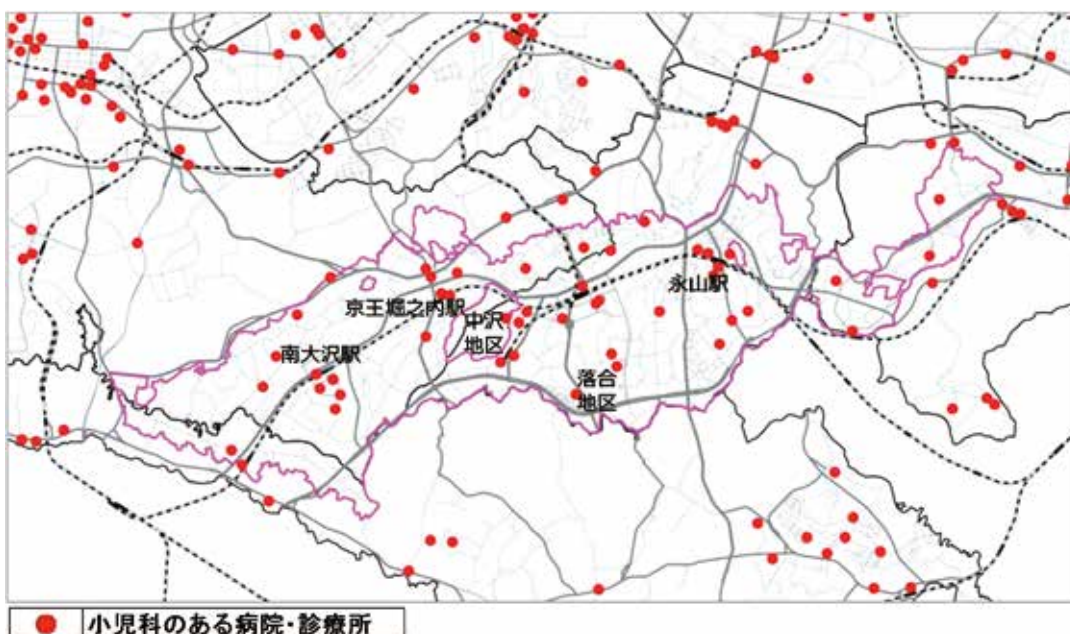 永山駅
京王堀之内駅
中沢
地区
南大沢駅
落合
地区
小児科のある病院・診療所